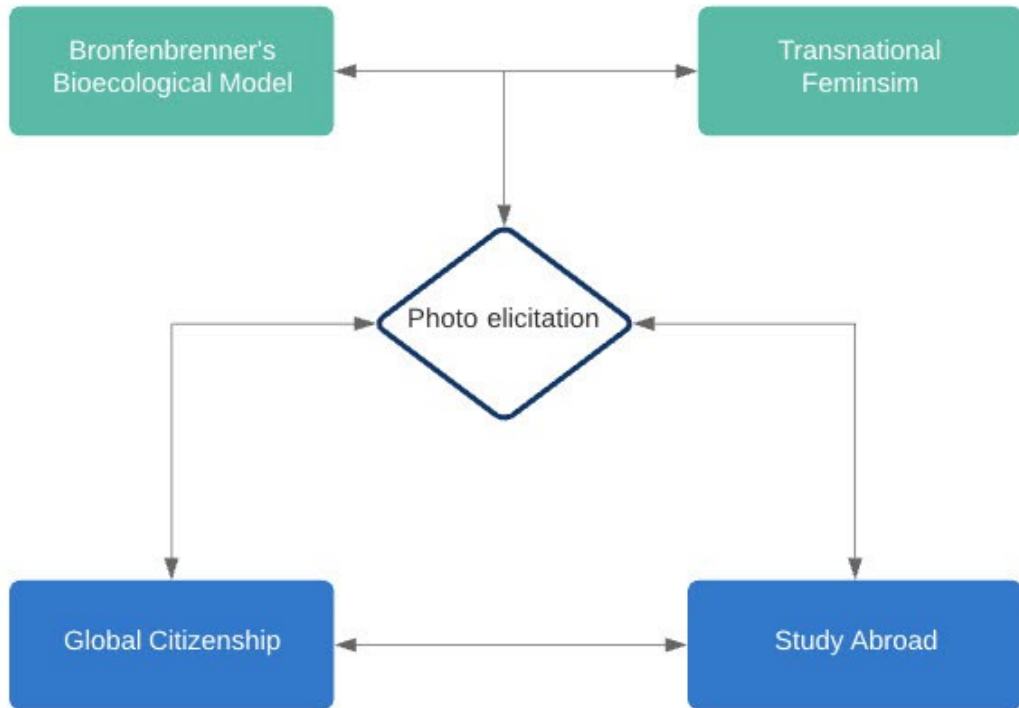 Bronfenbrenner's
Bioecological Model
Transnational
Feminsim
Photo elicitation
Global Citizenship
Study Abroad